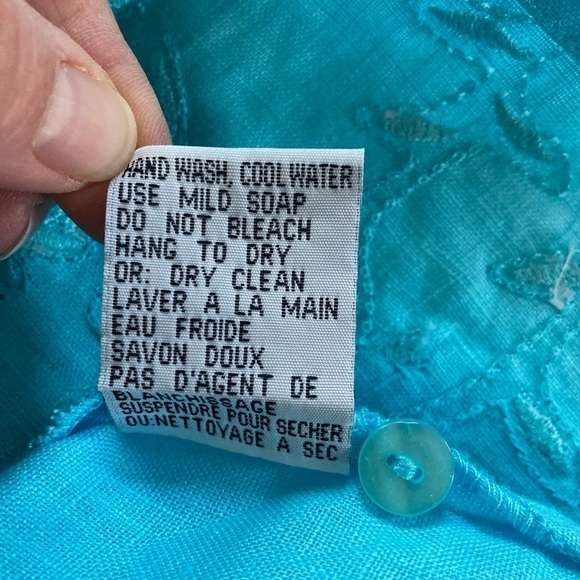 HAND WASH, COOL WATER
USE MILD SOAP
DO NOT BLEACH
HANG TO DRY
OR: DRY CLEAN
LAVER A LA MAIN
EAU FROIDE
SAVON DOUX
PAS D'AGENT DE
BLANCHISSAGE
SUSPENDRE POUR SECHER
OU:NETTOYAGE A SEC